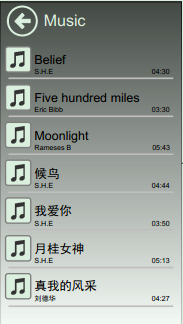 Music
Belief
S.H.E 04:30
Five hundred miles
Eric Bibb 03:30
Moonlight
Rameses B 05:43
候鸟
S.H.E 04:44
我爱你
S.H.E 03:50
月桂女神
S.H.E 05:13
真我的风采
刘德华 04:27